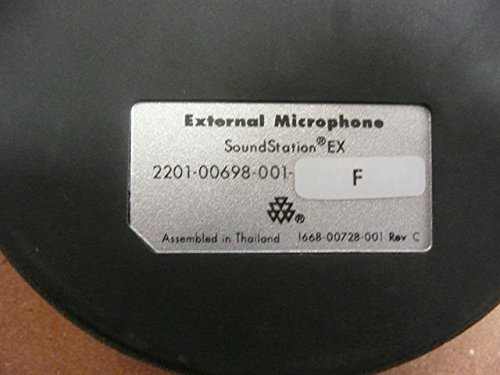 External Microphone
SoundStation®EX
2201-00698-001- F
®
Assembled in Thailand 1668-00728-001 Rev C